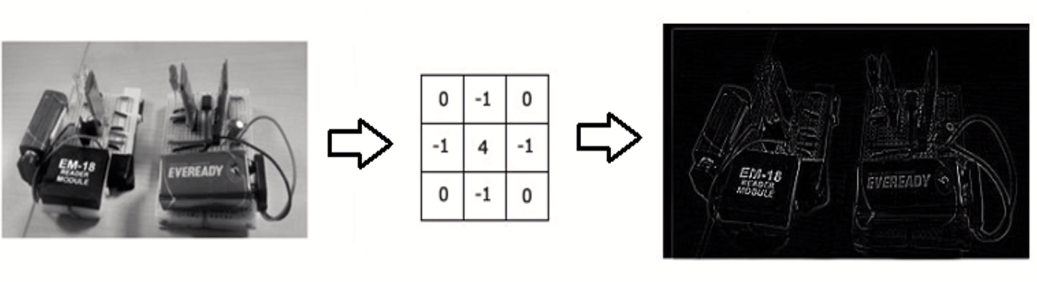 EM-18
READER
MODULE
EVEREADY
0 -1 0
-1 4 -1
0 -1 0
EM-18
READER
MODULE
EVEREADY